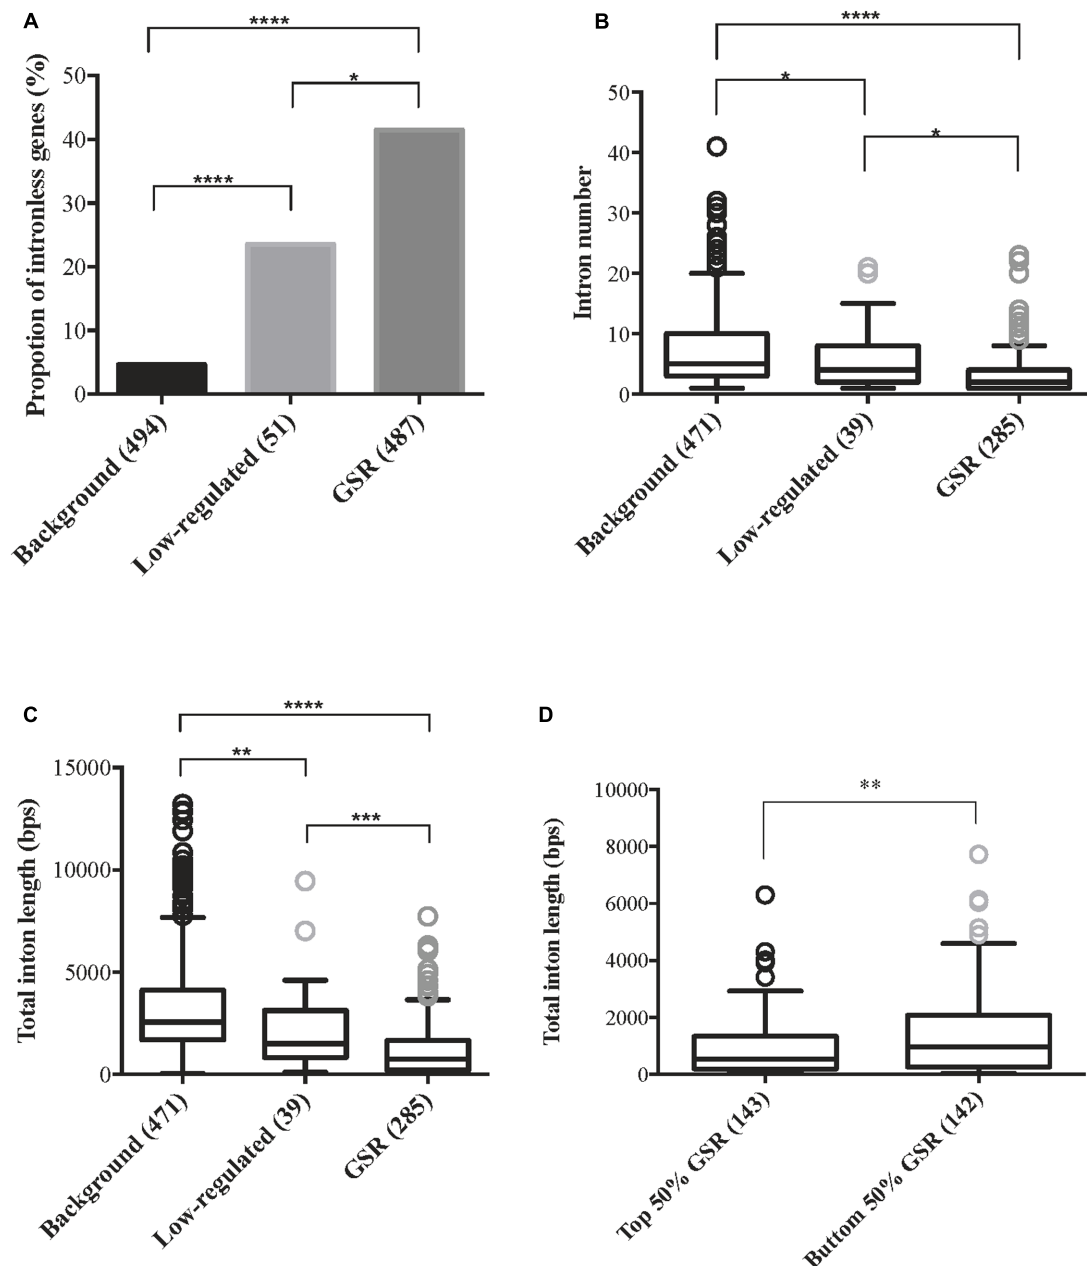 A
****
*
****
Propotion of intronless genes (%)
50
40
30
20
10
0
Background (494)
Low-regulated (51)
GSR (487)
B
****
*
*
Intron number
50
40
30
20
10
0
Background (471)
Low-regulated (39)
GSR (285)
C
****
**
***
Total inton length (bps)
15000
10000
5000
0
Background (471)
Low-regulated (39)
GSR (285)
D
**
Total inton length (bps)
10000
8000
6000
4000
2000
0
Top 50% GSR (143)
Buttom 50% GSR (142)